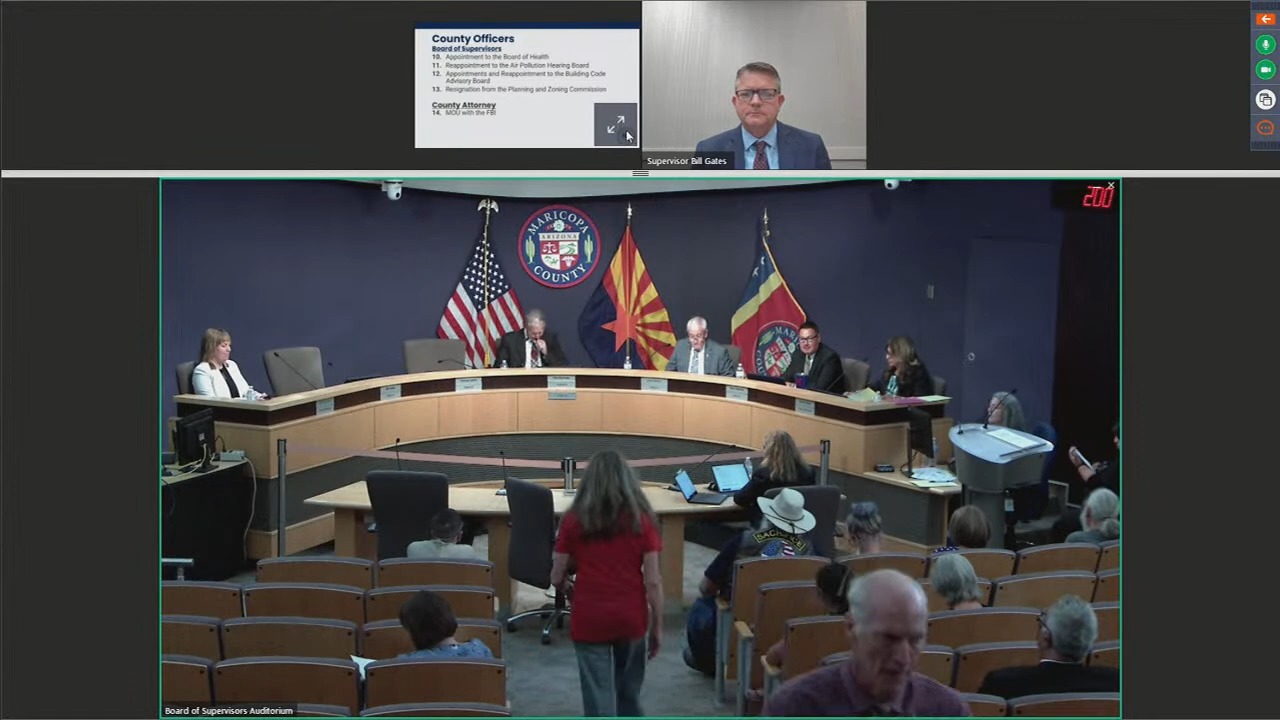 County Officers
Board of Supervisors
10. Appointment to the Board of Health
11. Reappointment to the Air Pollution Hearing Board
12. Appointments and Reappointment to the Building Code
Advisory Board
13. Resignation from the Planning and Zoning Commission
County Attorney
14. MOU with the FBI
Supervisor Bill Gates
200
MARICOPA
ARIZONA
COUNTY
MARICOPA
SACRIFICE
Board of Supervisors Auditorium